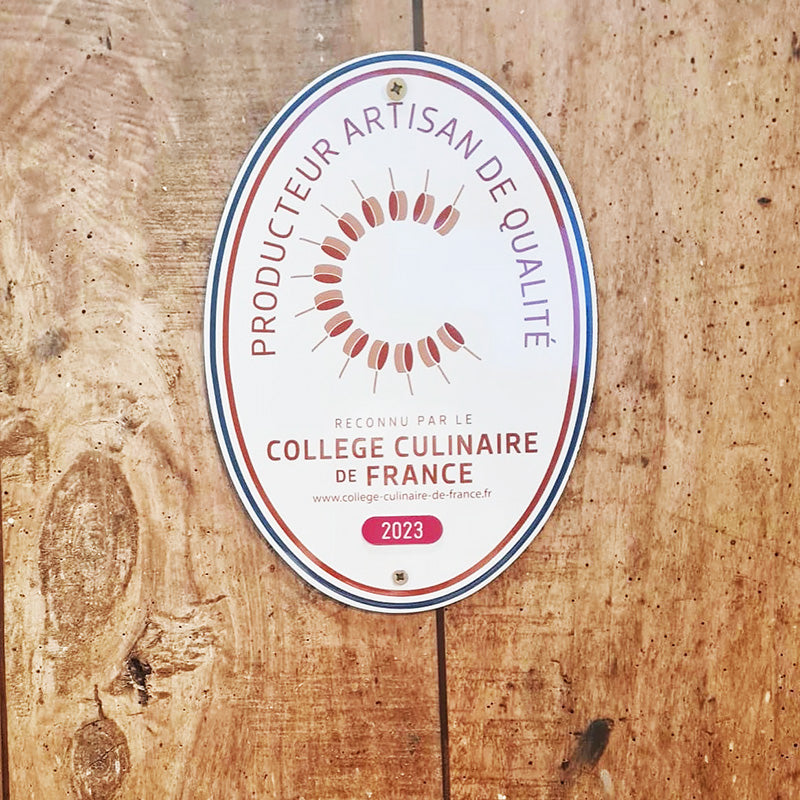 PRODUCTEUR ARTISAN DE QUALITÉ
RECONNU PAR LE
COLLEGE CULINAIRE
DE FRANCE
www.college-culinaire-de-france.fr
2023